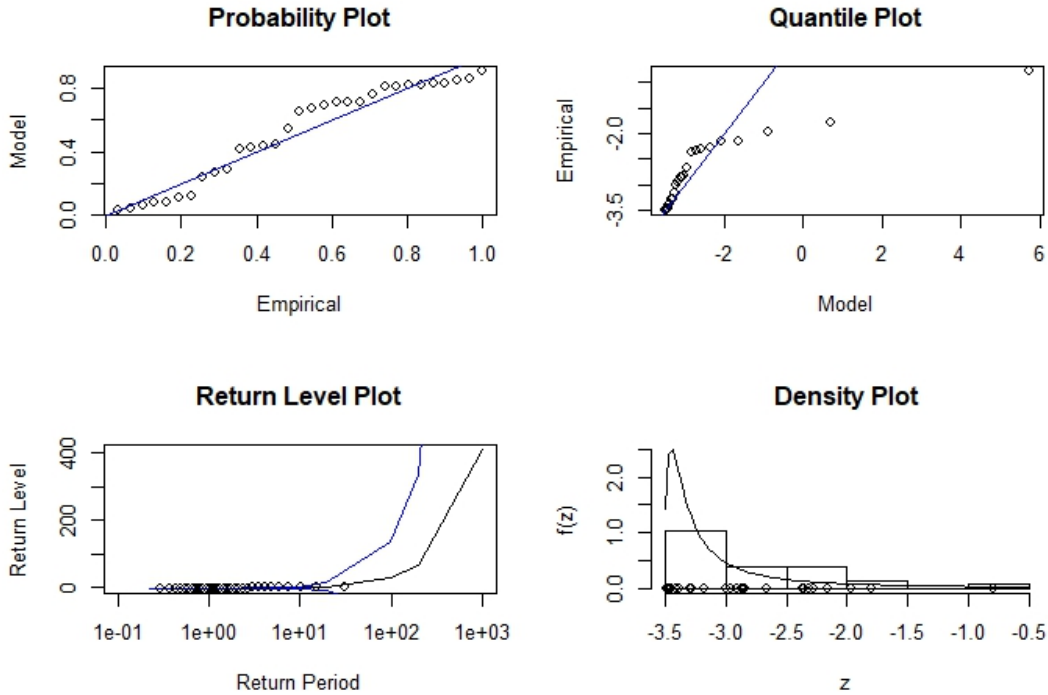 Probability Plot
Model
0.0 0.4 0.8
0.0 0.2 0.4 0.6 0.8 1.0
Empirical
Quantile Plot
Empirical
-3.5 -2.0
-2 0 2 4 6
Model
Return Level Plot
Return Level
0 200 400
1e-01 1e+00 1e+01 1e+02 1e+03
Return Period
Density Plot
f(z)
0.0 1.0 2.0
-3.5 -3.0 -2.5 -2.0 -1.5 -1.0 -0.5
z